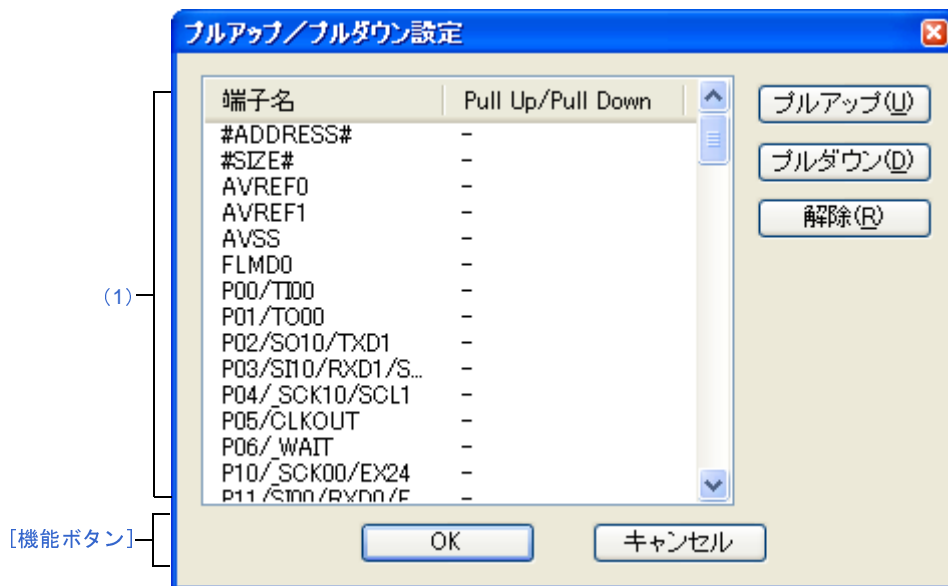 プルアップ／プルダウン設定
端子名 Pull Up/Pull Down
#ADDRESS# -
#SIZE# -
AVREF0 -
AVREF1 -
AVSS -
FLMD0 -
P00/TI00 -
P01/TO00 -
P02/SO10/TXD1 -
P03/SI10/RXD1/S... -
P04/_SCK10/SCL1 -
P05/CLKOUT -
P06/_WAIT -
P10/_SCK00/EX24 -
P11/SI00/RXD0/E -
プルアップ(U)
プルダウン(D)
解除(R)
(1)
[機能ボタン]
OK キャンセル